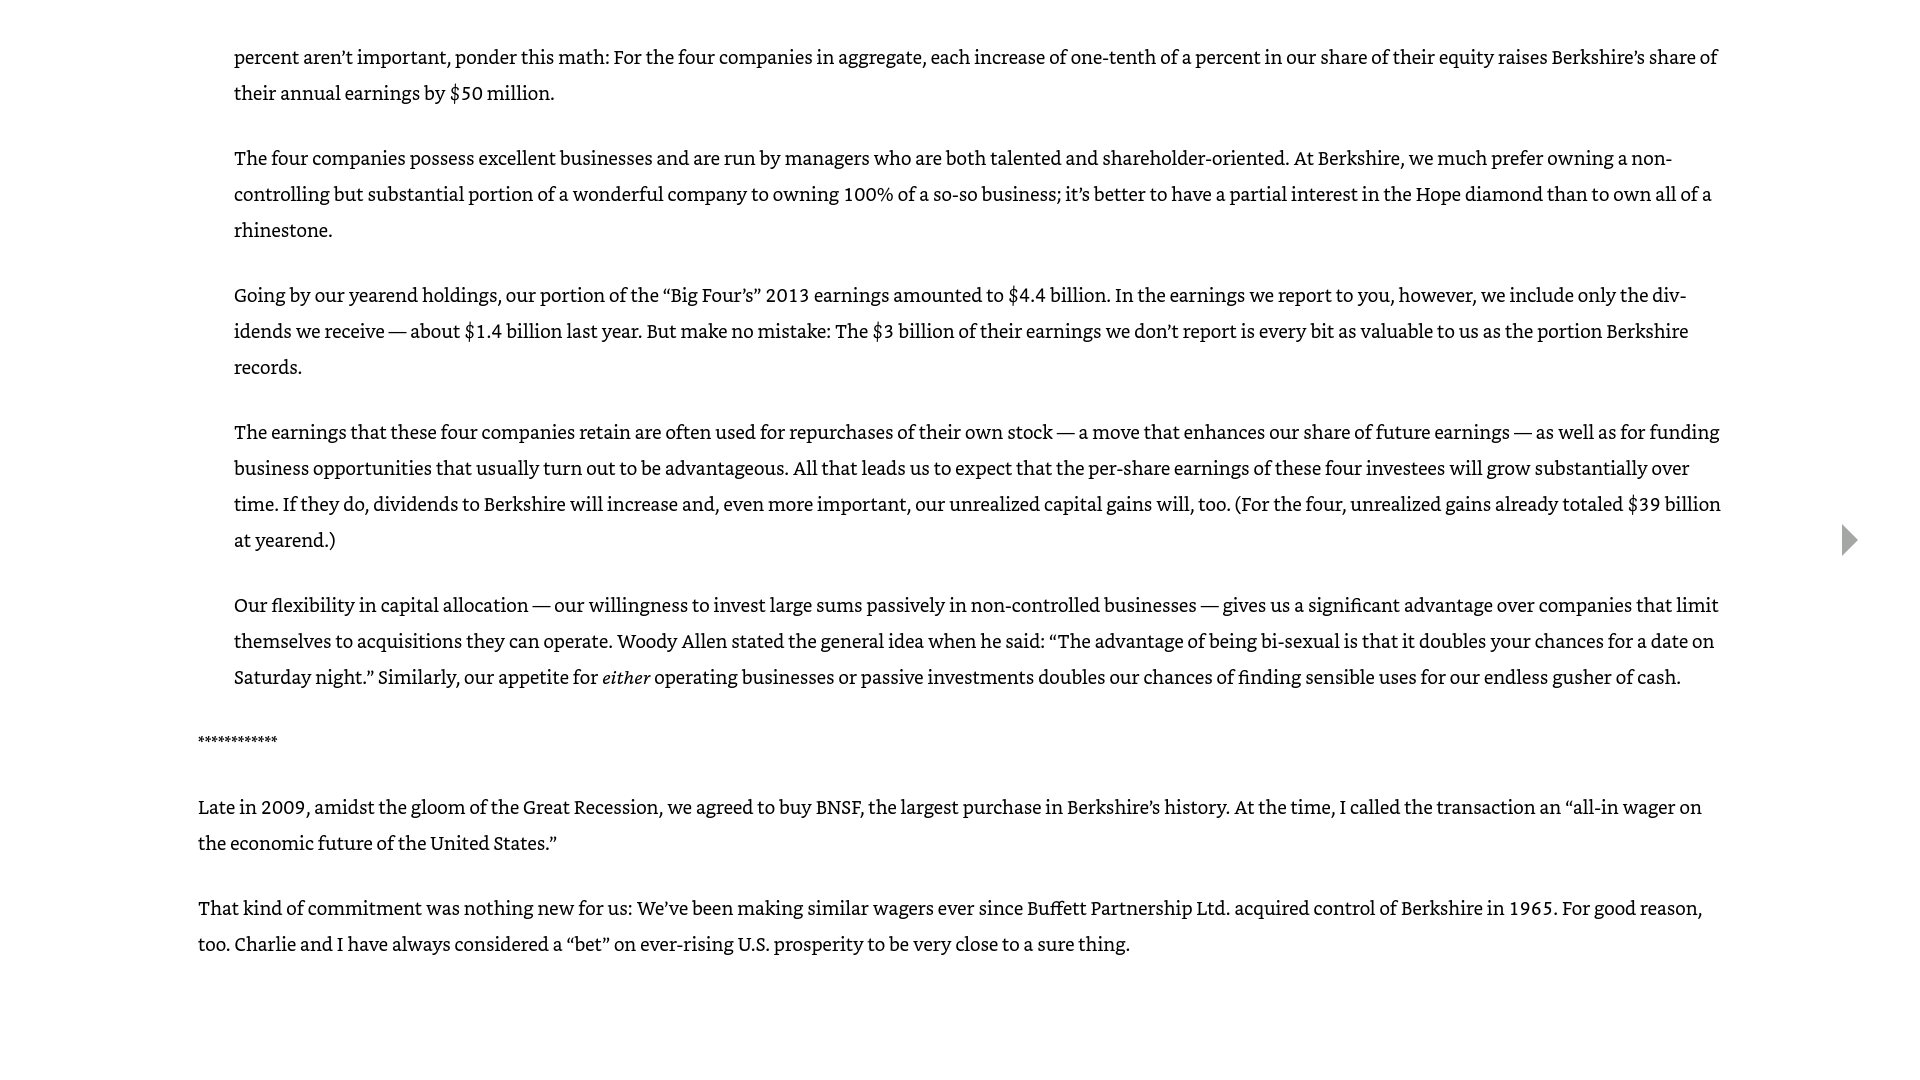 percent aren’t important, ponder this math: For the four companies in aggregate, each increase of one-tenth of a percent in our share of their equity raises Berkshire’s share of
their annual earnings by $50 million.
The four companies possess excellent businesses and are run by managers who are both talented and shareholder-oriented. At Berkshire, we much prefer owning a non-
controlling but substantial portion of a wonderful company to owning 100% of a so-so business; it’s better to have a partial interest in the Hope diamond than to own all of a
rhinestone.
Going by our yearend holdings, our portion of the “Big Four’s” 2013 earnings amounted to $4.4 billion. In the earnings we report to you, however, we include only the div-
idends we receive — about $1.4 billion last year. But make no mistake: The $3 billion of their earnings we don’t report is every bit as valuable to us as the portion Berkshire
records.
The earnings that these four companies retain are often used for repurchases of their own stock — a move that enhances our share of future earnings — as well as for funding
business opportunities that usually turn out to be advantageous. All that leads us to expect that the per-share earnings of these four investees will grow substantially over
time. If they do, dividends to Berkshire will increase and, even more important, our unrealized capital gains will, too. (For the four, unrealized gains already totaled $39 billion
at yearend.)
Our flexibility in capital allocation — our willingness to invest large sums passively in non-controlled businesses — gives us a significant advantage over companies that limit
themselves to acquisitions they can operate. Woody Allen stated the general idea when he said: “The advantage of being bi-sexual is that it doubles your chances for a date on
Saturday night.” Similarly, our appetite for either operating businesses or passive investments doubles our chances of finding sensible uses for our endless gusher of cash.
************
Late in 2009, amidst the gloom of the Great Recession, we agreed to buy BNSF, the largest purchase in Berkshire’s history. At the time, I called the transaction an “all-in wager on
the economic future of the United States.”
That kind of commitment was nothing new for us: We’ve been making similar wagers ever since Buffett Partnership Ltd. acquired control of Berkshire in 1965. For good reason,
too. Charlie and I have always considered a “bet” on ever-rising U.S. prosperity to be very close to a sure thing.